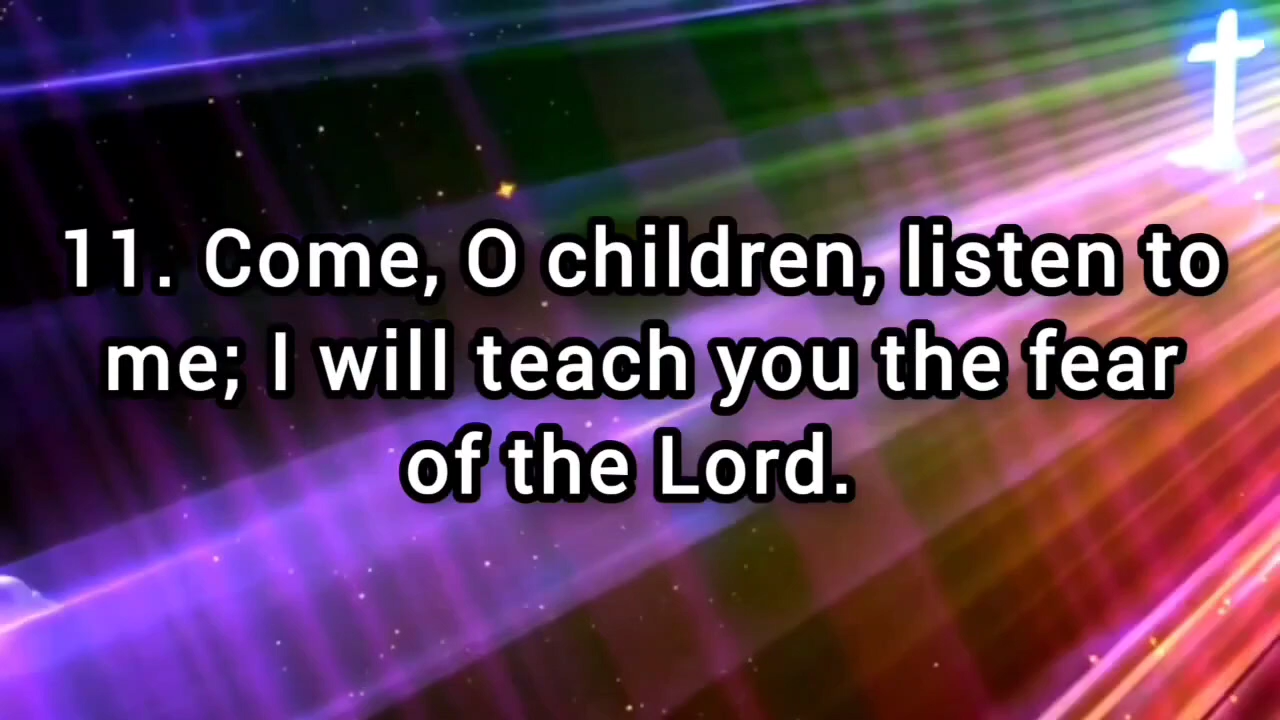 11. Come, O children, listen to
me; I will teach you the fear
of the Lord.